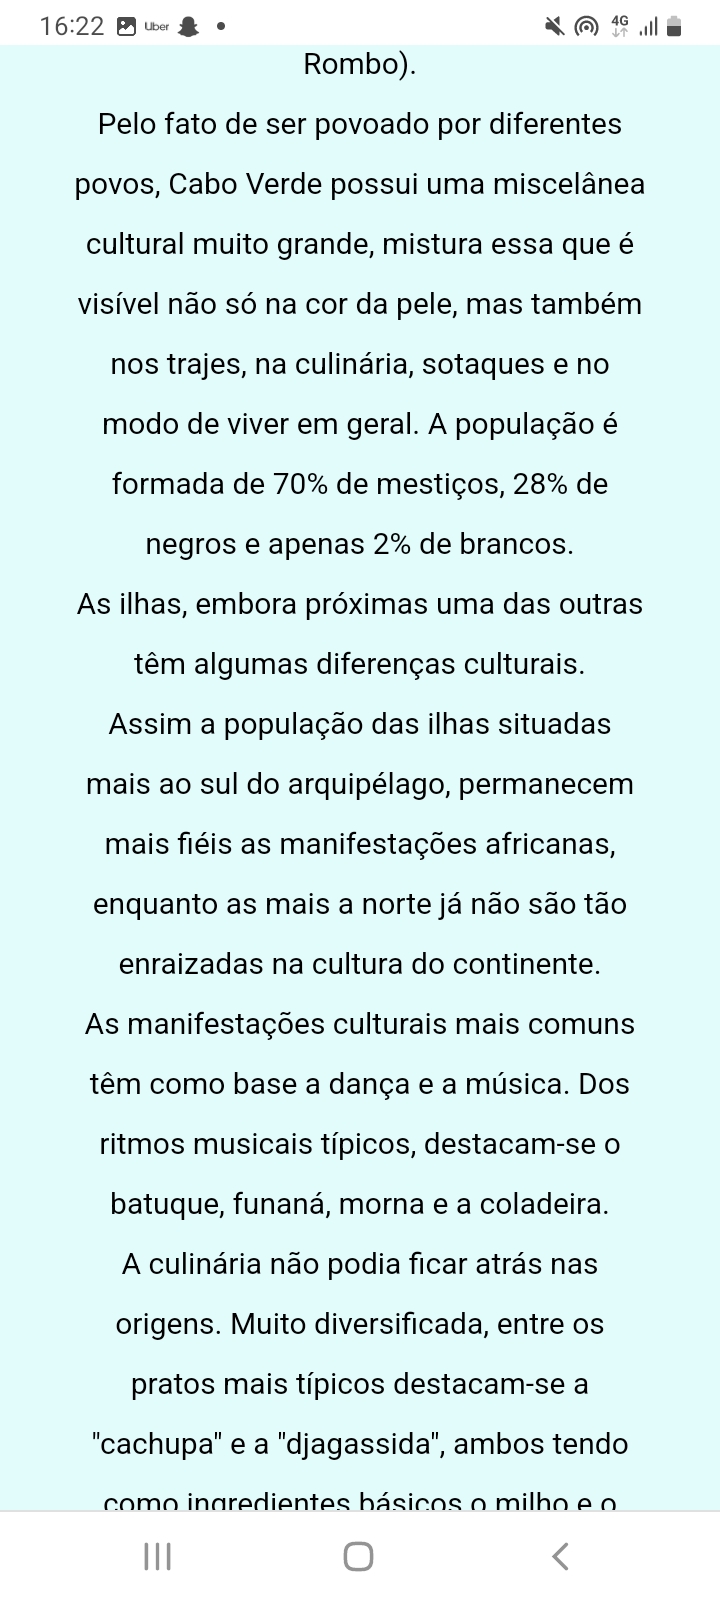 16:22 Uber 4G
Rombo).
Pelo fato de ser povoado por diferentes
povos, Cabo Verde possui uma miscelânea
cultural muito grande, mistura essa que é
visível não só na cor da pele, mas também
nos trajes, na culinária, sotaques e no
modo de viver em geral. A população é
formada de 70% de mestiços, 28% de
negros e apenas 2% de brancos.
As ilhas, embora próximas uma das outras
têm algumas diferenças culturais.
Assim a população das ilhas situadas
mais ao sul do arquipélago, permanecem
mais fiéis as manifestações africanas,
enquanto as mais a norte já não são tão
enraizadas na cultura do continente.
As manifestações culturais mais comuns
têm como base a dança e a música. Dos
ritmos musicais típicos, destacam-se o
batuque, funaná, morna e a coladeira.
A culinária não podia ficar atrás nas
origens. Muito diversificada, entre os
pratos mais típicos destacam-se a
"cachupa" e a "djagassida", ambos tendo
como ingredientes básicos o milho e o